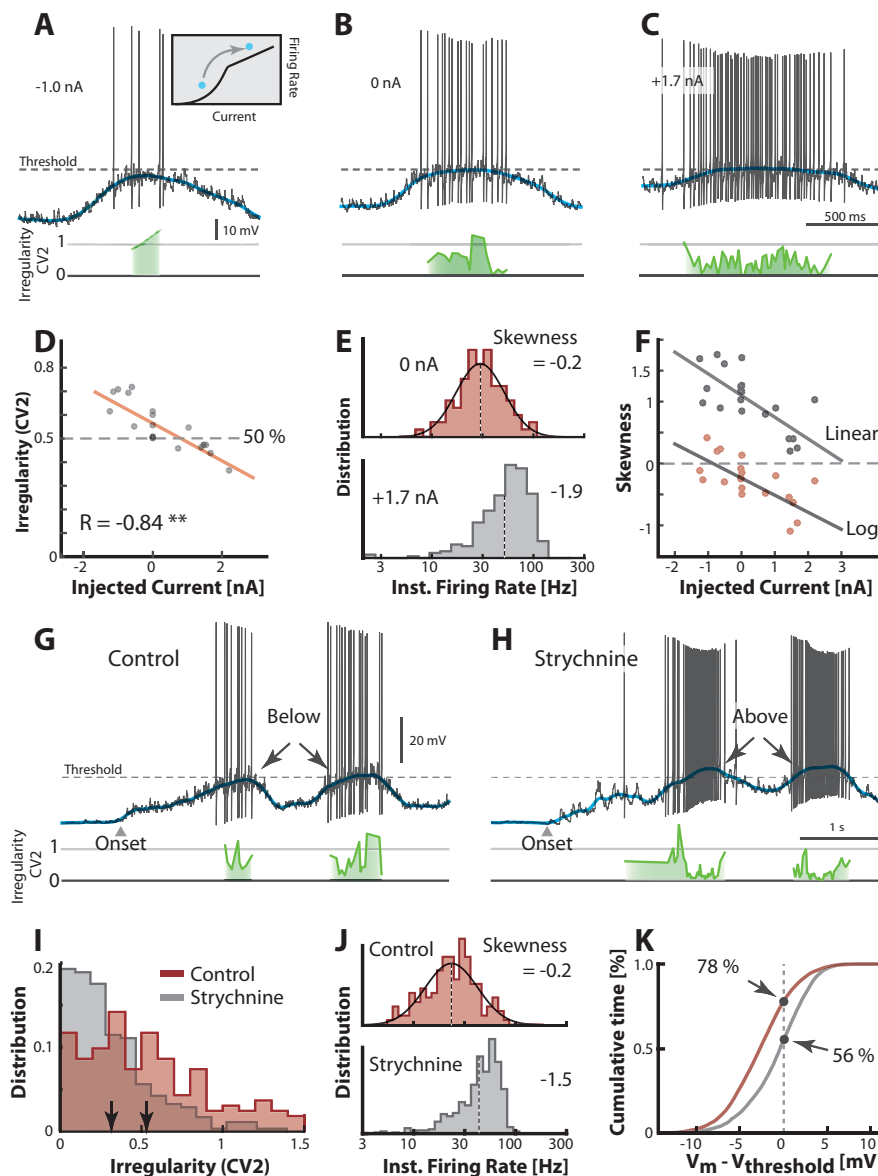 A
-1.0 nA
Firing Rate
Current
Threshold
10 mV
Irregularity
CV2
1
0
B
0 nA
C
+1.7 nA
500 ms
D
0.8
0.5
0
Irregularity (CV2)
50 %
R = -0.84 **
-2 0 2
Injected Current [nA]
E
Skewness
= -0.2
0 nA
Distribution
+1.7 nA
-1.9
3 10 30 100 300
Inst. Firing Rate [Hz]
F
1.5
1
0
-1
Skewness
Linear
Log
-2 -1 0 1 2 3
Injected Current [nA]
G
Control
Below
20 mV
Threshold
Onset
Irregularity
CV2
1
0
H
Strychnine
Above
Onset
1 s
I
0.2
0.1
0
Distribution
Control
Strychnine
0 0.5 1.5
Irregularity (CV2)
J
Control
Skewness
= -0.2
Distribution
Strychnine
-1.5
3 10 30 100 300
Inst. Firing Rate [Hz]
K
1.0
0.5
0
Cumulative time [%]
78 %
56 %
-10 -5 0 5 10
Vm - Vthreshold [mV]